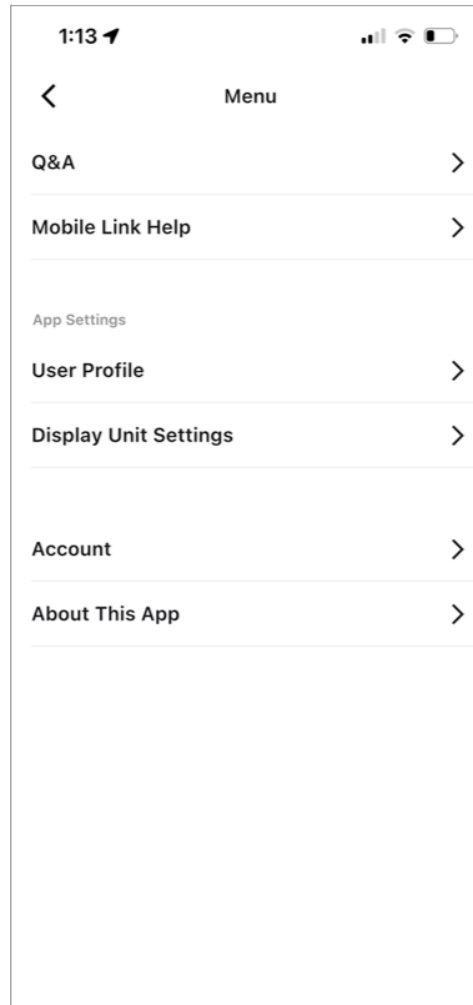 1:13
Menu
Q&A
Mobile Link Help
App Settings
User Profile
Display Unit Settings
Account
About This App